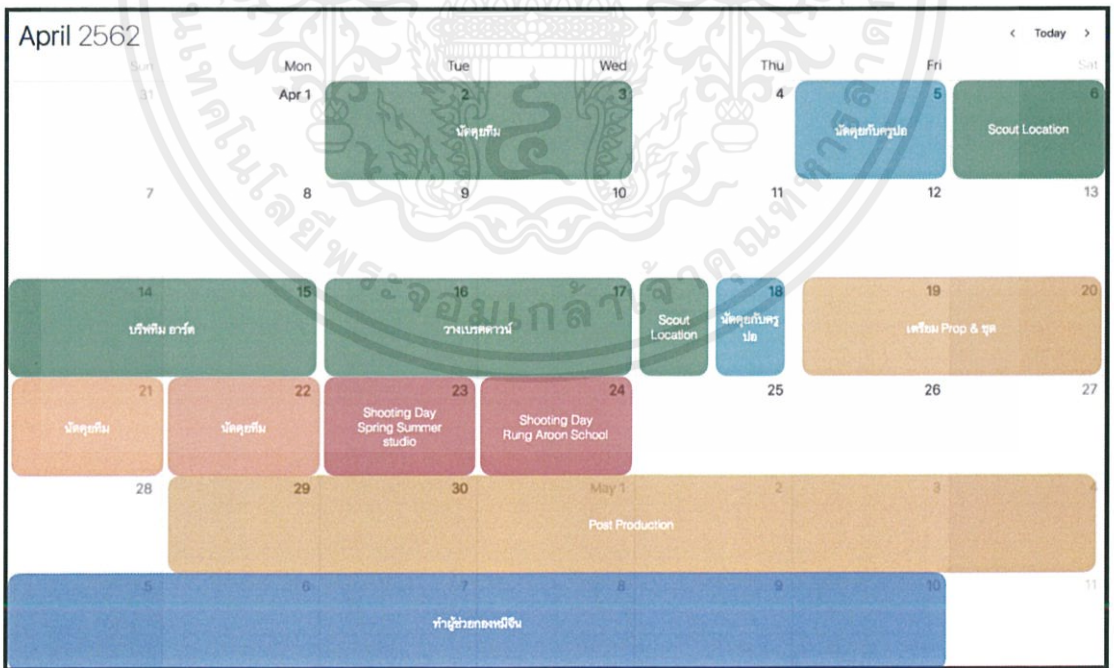 April 2562
< Today >
Sun Mon Tue Wed Thu Fri Sat
31 Apr 1 2 3 4 5 6
นัดคุยทีม
นัดคุยกับครูปอ
Scout Location
7 8 9 10 11 12 13
14 15 16 17 18 19 20
บรีฟทีม อาร์ต
วางเบรคดาวน์
Scout
Location
นัดคุยกับครู
ปอ
เตรียม Prop & ชุด
21 22 23 24 25 26 27
นัดคุยทีม
นัดคุยทีม
Shooting Day
Spring Summer
studio
Shooting Day
Rung Aroon School
28 29 30 May 1 2 3 4
Post Production
5 6 7 8 9 10 11
ทำผู้ช่วยกองหมีจีน